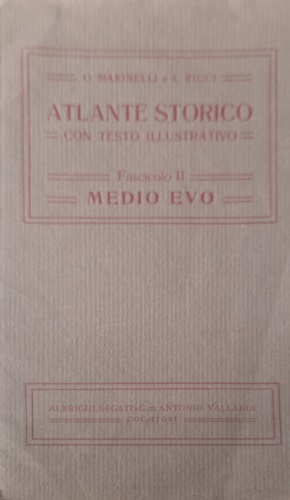 O. MARINELLI e L. RICCI
ATLANTE STORICO
CON TESTO ILLUSTRATIVO
Fascicolo II
MEDIO EVO
ALBRIGHI, SEGATI & C. ANTONIO VALLARDI
COEDITORI